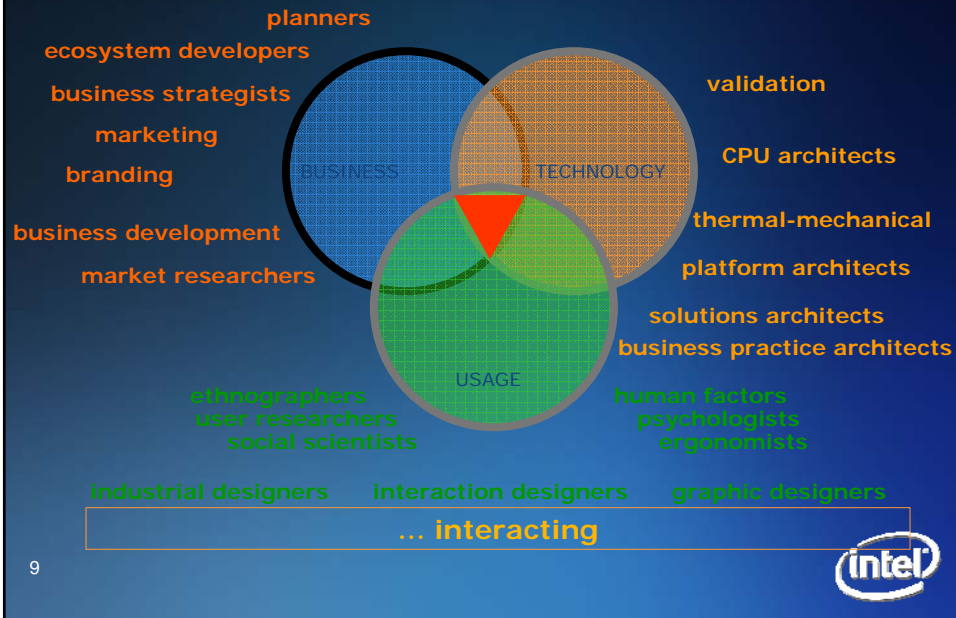 planners
ecosystem developers
business strategists
marketing
branding
business development
market researchers
BUSINESS
TECHNOLOGY
USAGE
validation
CPU architects
thermal-mechanical
platform architects
solutions architects
business practice architects
ethnographers
user researchers
social scientists
human factors
psychologists
ergonomists
industrial designers interaction designers graphic designers
... interacting
9
intel